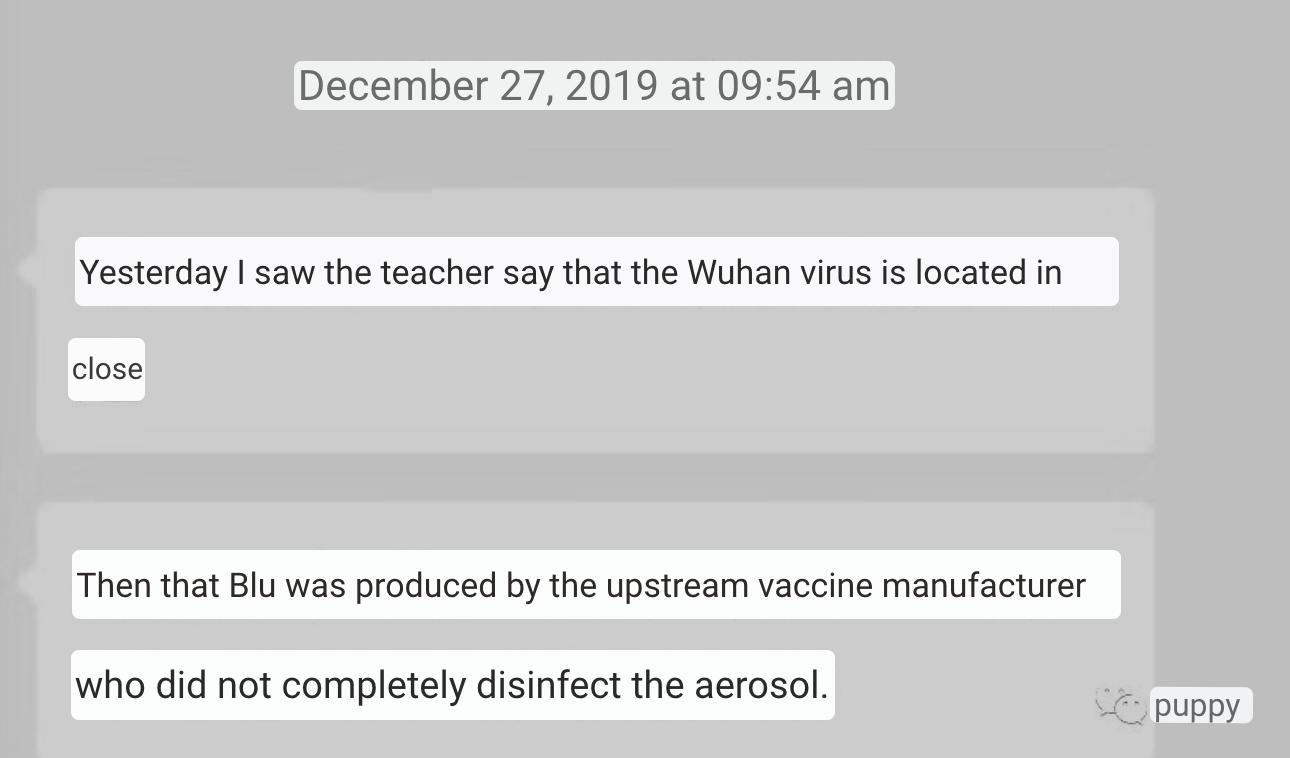 December 27, 2019 at 09:54 am
Yesterday I saw the teacher say that the Wuhan virus is located in
close
Then that Blu was produced by the upstream vaccine manufacturer
who did not completely disinfect the aerosol.
puppy